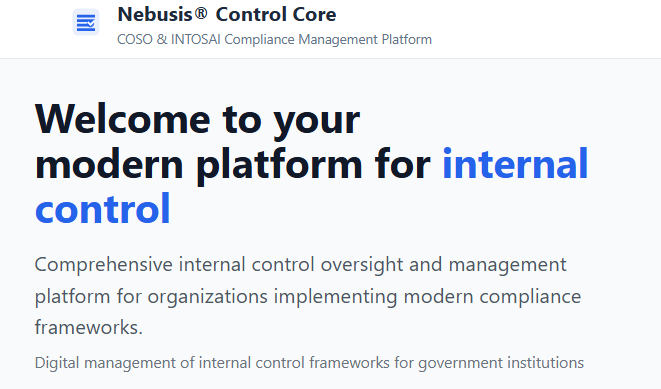 Nebusis® Control Core
COSO & INTOSAI Compliance Management Platform
Welcome to your
modern platform for internal
control
Comprehensive internal control oversight and management
platform for organizations implementing modern compliance
frameworks.
Digital management of internal control frameworks for government institutions